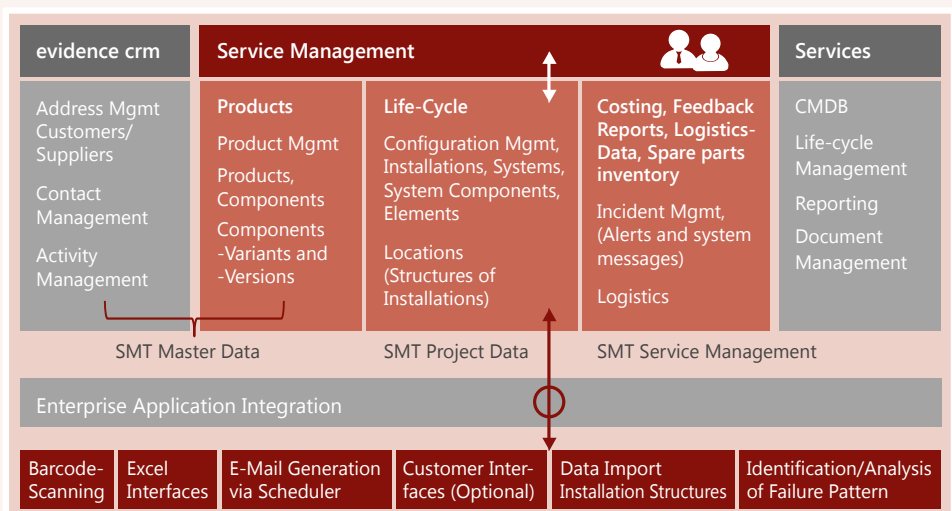 evidence crm
Service Management
Services
Address Mgmt
Customers/
Suppliers
Contact
Management
Activity
Management
Products
Product Mgmt
Products,
Components
Components
-Variants and
-Versions
Life-Cycle
Configuration Mgmt,
Installations, Systems,
System Components,
Elements
Locations
(Structures of
Installations)
Costing, Feedback
Reports, Logistics-
Data, Spare parts
inventory
Incident Mgmt,
(Alerts and system
messages)
Logistics
CMDB
Life-cycle
Management
Reporting
Document
Management
SMT Master Data
SMT Project Data
SMT Service Management
Enterprise Application Integration
Barcode-
Scanning
Excel
Interfaces
E-Mail Generation
via Scheduler
Customer Inter-
faces (Optional)
Data Import
Installation Structures
Identification/Analysis
of Failure Pattern